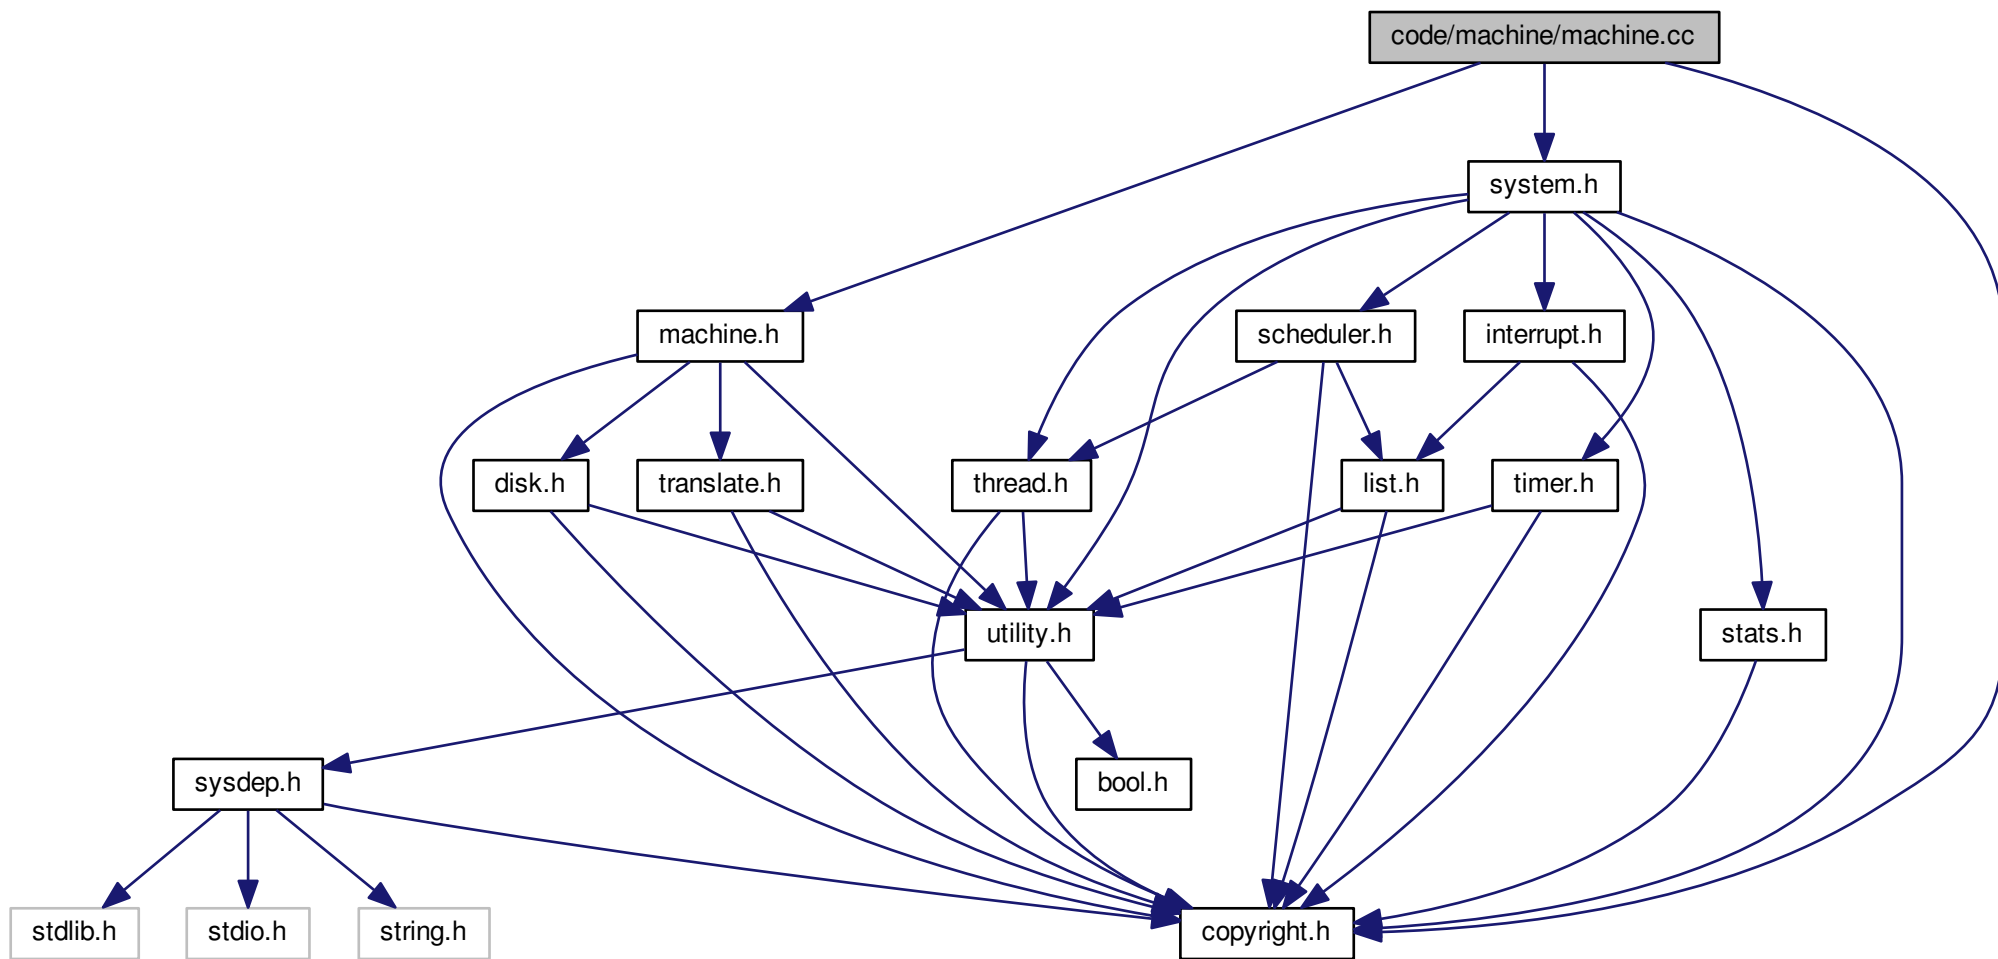 code/machine/machine.cc
system.h
machine.h
scheduler.h
interrupt.h
disk.h
translate.h
thread.h
list.h
timer.h
utility.h
stats.h
sysdep.h
bool.h
stdlib.h
stdio.h
string.h
copyright.h